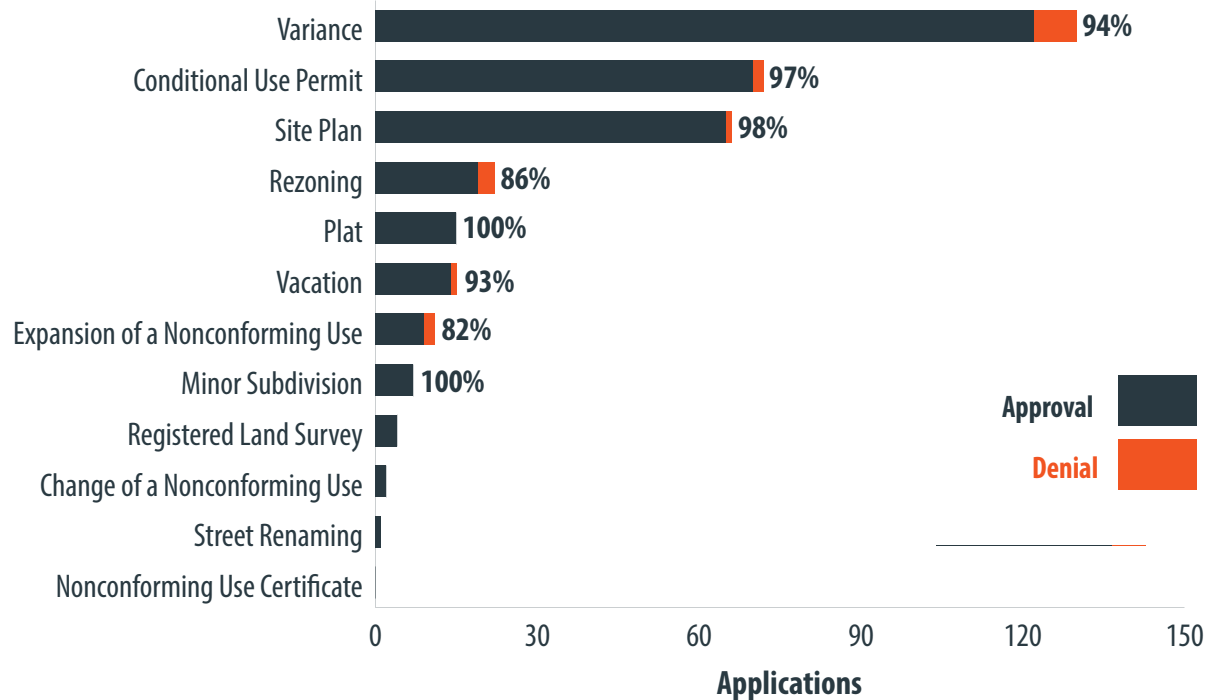 Variance 94%
Conditional Use Permit 97%
Site Plan 98%
Rezoning 86%
Plat 100%
Vacation 93%
Expansion of a Nonconforming Use 82%
Minor Subdivision 100%
Registered Land Survey
Change of a Nonconforming Use
Street Renaming
Nonconforming Use Certificate
Approval
Denial
0 30 60 90 120 150
Applications